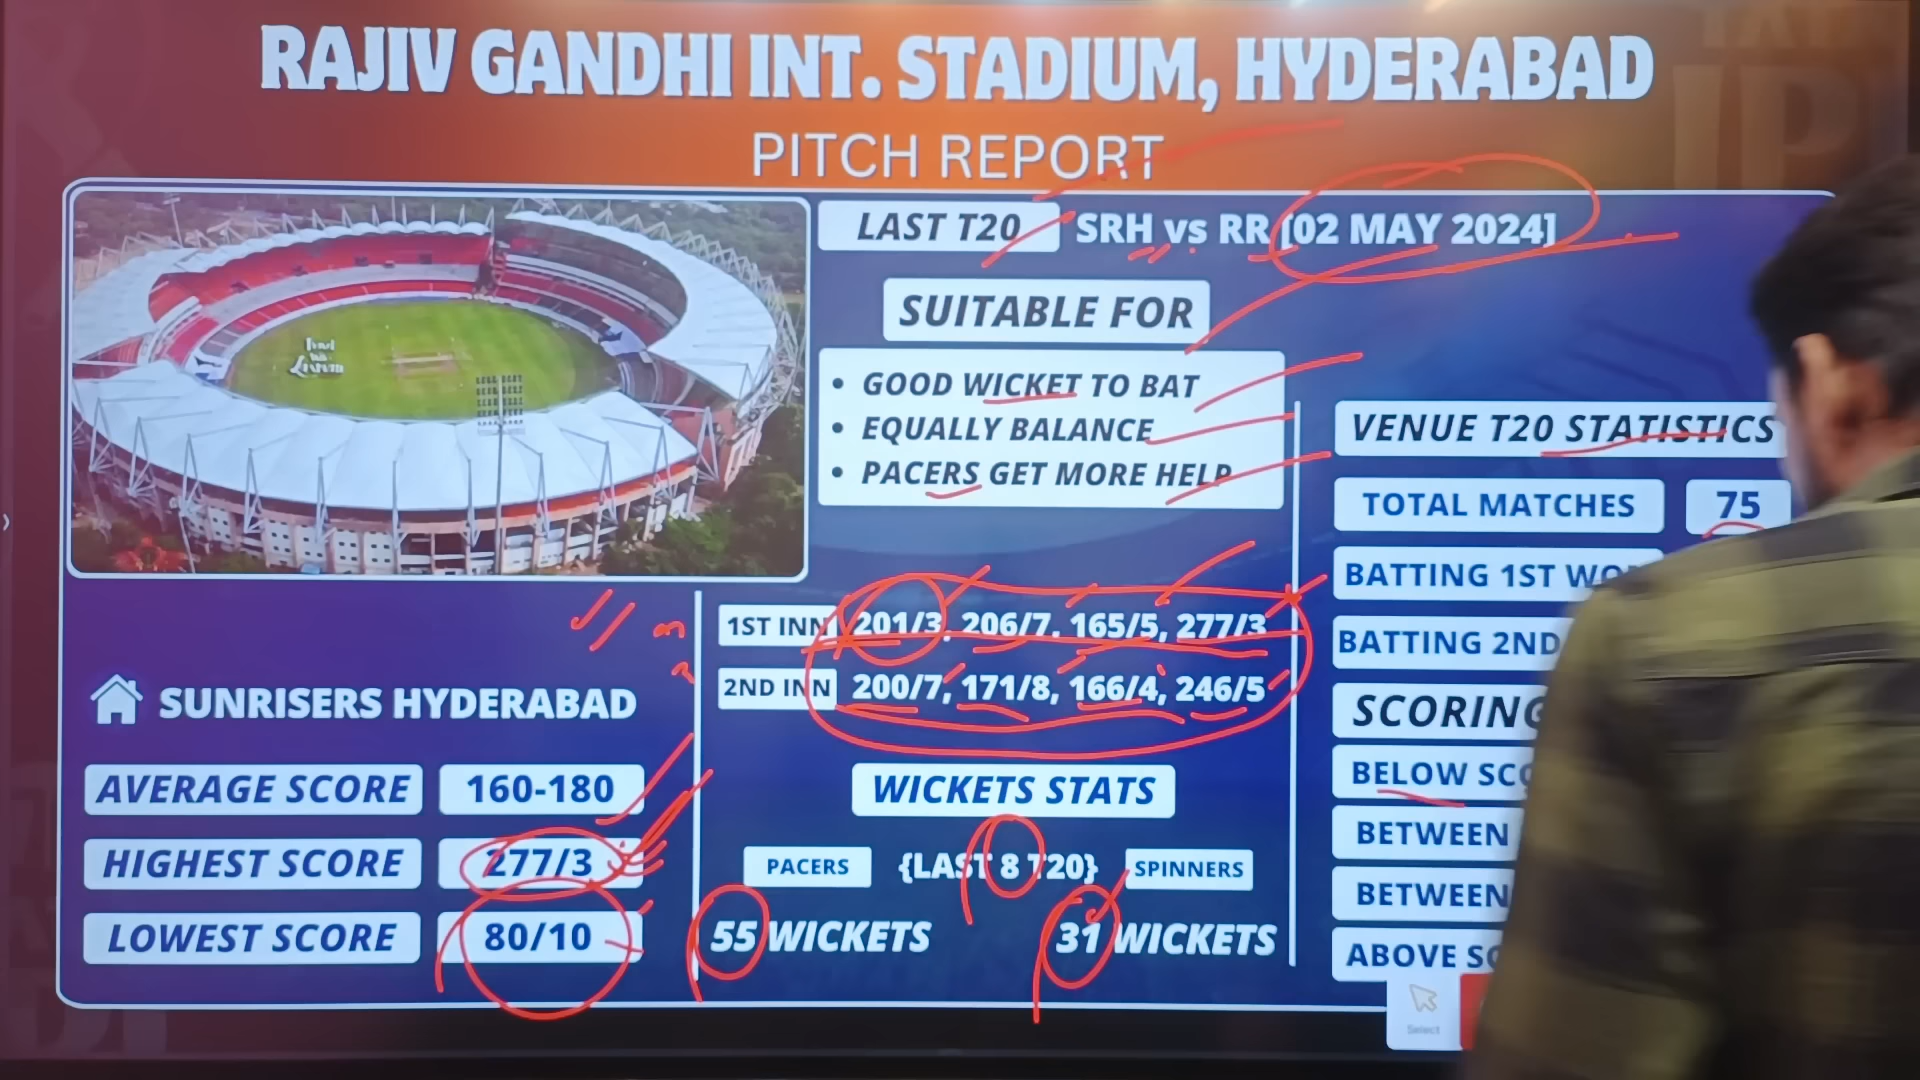 RAJIV GANDHI INT. STADIUM, HYDERABAD
PITCH REPORT
LAST T20 SRH vs RR [02 MAY 2024]
SUITABLE FOR
• GOOD WICKET TO BAT
• EQUALLY BALANCE
• PACERS GET MORE HELP
1ST INN 201/3, 206/7, 165/5, 277/3
2ND INN 200/7, 171/8, 166/4, 246/5
SUNRISERS HYDERABAD
AVERAGE SCORE 160-180
HIGHEST SCORE 277/3
LOWEST SCORE 80/10
WICKETS STATS
PACERS {LAST 8 T20} SPINNERS
55 WICKETS 31 WICKETS
VENUE T20 STATISTICS
TOTAL MATCHES 75
BATTING 1ST
BATTING 2ND
SCORING
BELOW
BETWEEN
BETWEEN
ABOVE
Select